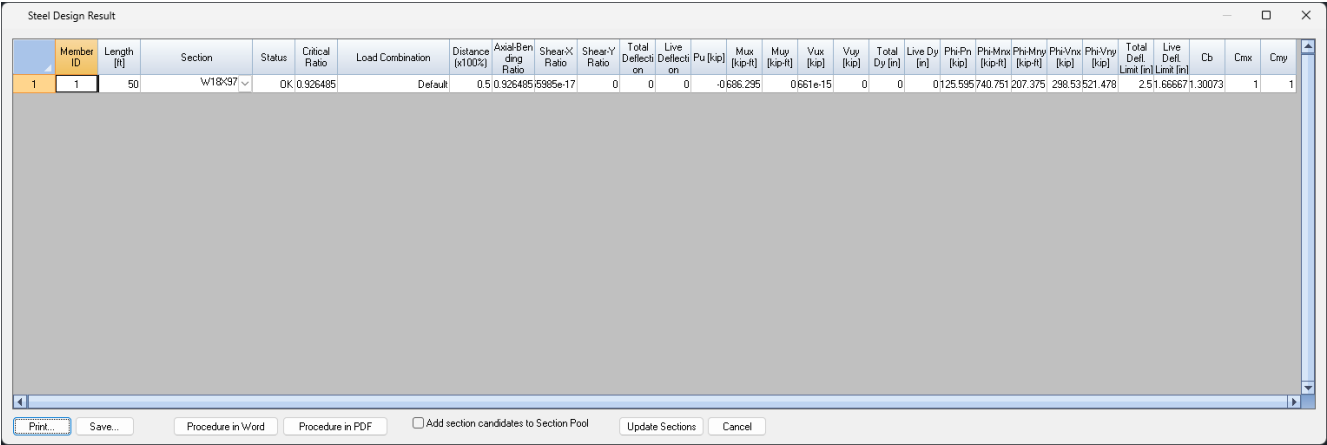 Steel Design Result
Member ID Length [ft] Section Status Critical Ratio Load Combination Distance (x100%) Axial-Bending Ratio Shear-X Ratio Shear-Y Ratio Total Deflection Live Deflection Pu [kip] Mux [kip-ft] Muy [kip-ft] Vux [kip] Vuy [kip] Total Dy [in] Live Dy [in] Phi-Pn [kip] Phi-Mnx [kip-ft] Phi-Mny [kip-ft] Phi-Vnx [kip] Phi-Vny [kip] Total Defl. Limit [in] Live Defl. Limit [in] Cb Cmx Cmy
1 1 50 W18X97 OK 0.926485 Default 0.5 0.926485 5985e-17 0 0 0 -0 686.295 0 661e-15 0 0 0 125.595 740.751 207.375 298.53 521.478 2.5 1.66667 1.30073 1 1
Print... Save... Procedure in Word Procedure in PDF Add section candidates to Section Pool Update Sections Cancel